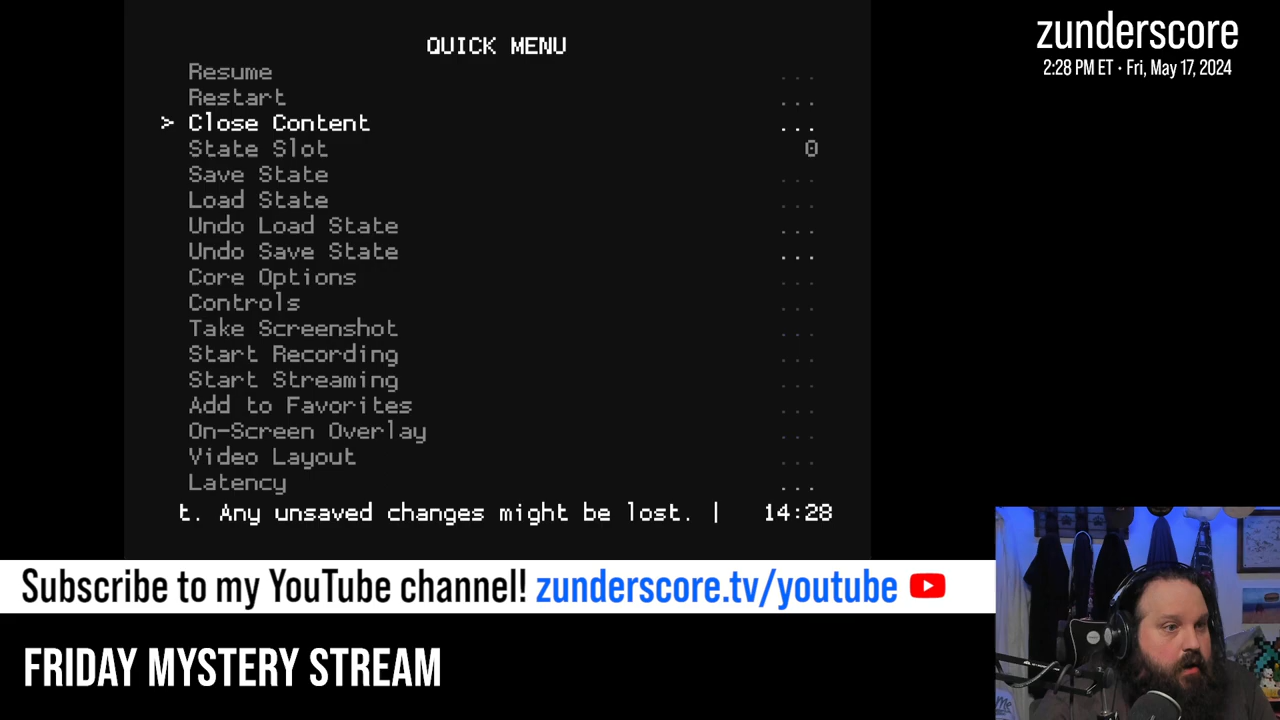 zunderscore
2:28 PM ET · Fri, May 17, 2024
QUICK MENU
Resume ...
Restart ...
> Close Content ...
State Slot 0
Save State ...
Load State ...
Undo Load State ...
Undo Save State ...
Core Options ...
Controls ...
Take Screenshot ...
Start Recording ...
Start Streaming ...
Add to Favorites ...
On-Screen Overlay ...
Video Layout ...
Latency ...
t. Any unsaved changes might be lost. | 14:28
Subscribe to my YouTube channel! zunderscore.tv/youtube
FRIDAY MYSTERY STREAM